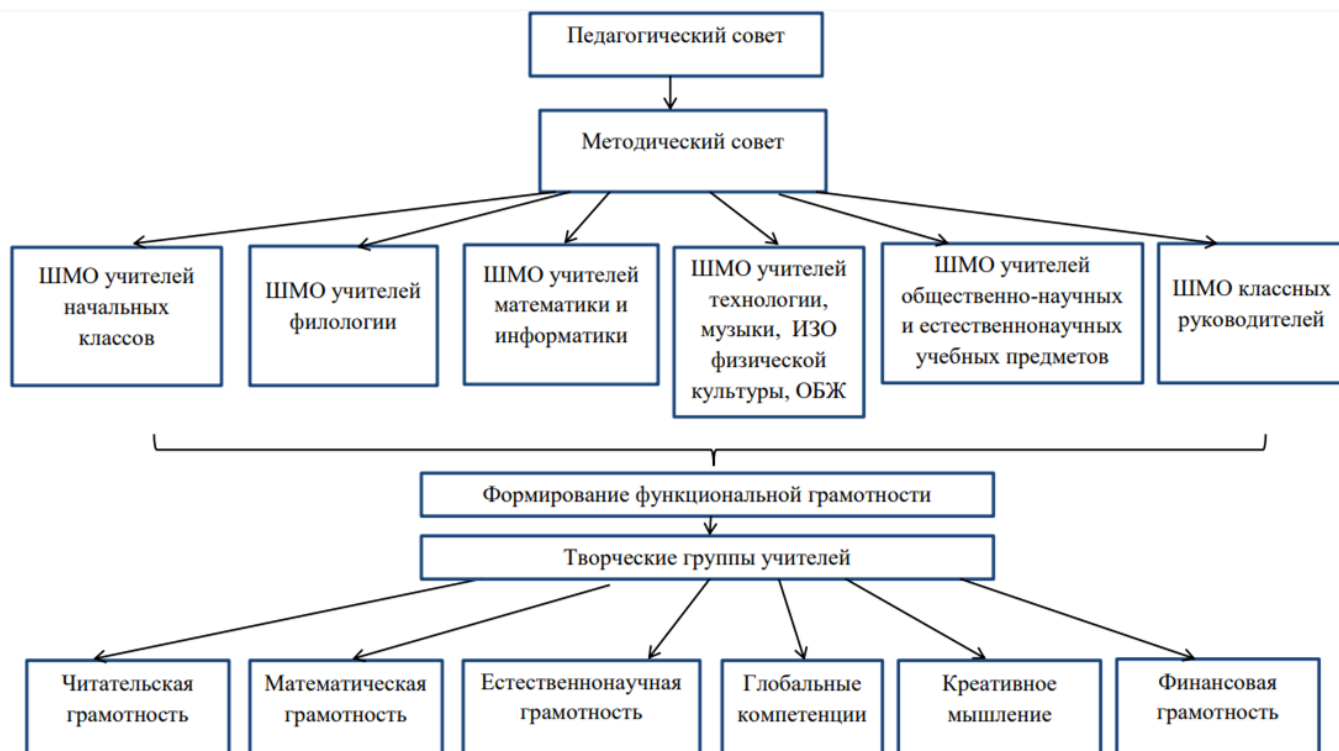 Педагогический совет
Методический совет
ШМО учителей
начальных
классов
ШМО учителей
филологии
ШМО учителей
математики и
информатики
ШМО учителей
технологии,
музыки, ИЗО
физической
культуры, ОБЖ
ШМО учителей
общественно-научных
и естественнонаучных
учебных предметов
ШМО классных
руководителей
Формирование функциональной грамотности
Творческие группы учителей
Читательская
грамотность
Математическая
грамотность
Естественнонаучная
грамотность
Глобальные
компетенции
Креативное
мышление
Финансовая
грамотность